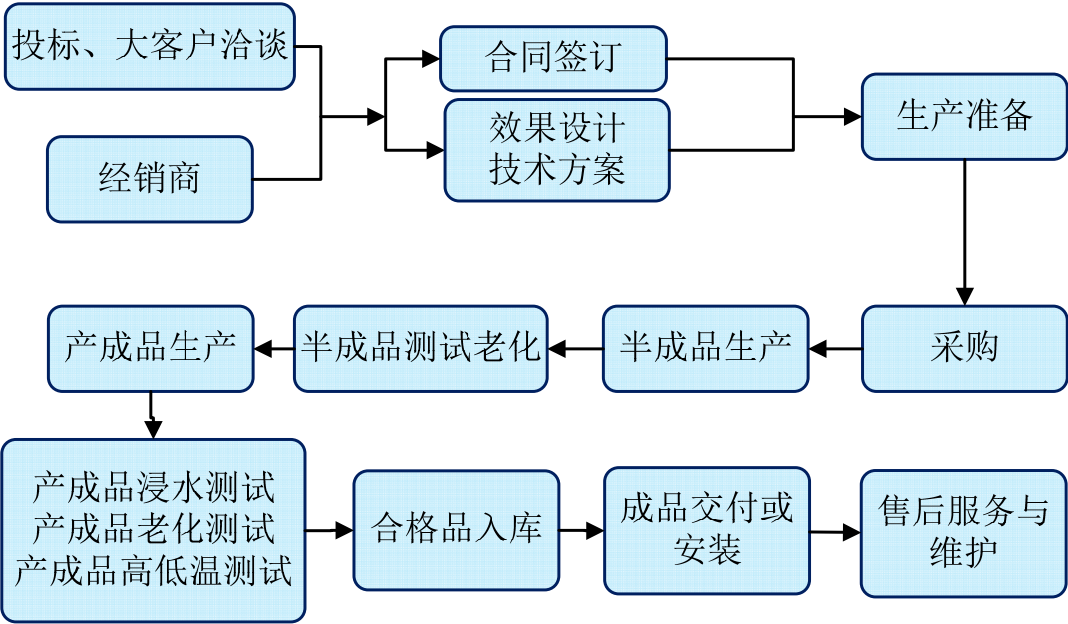 投标、大客户洽谈
经销商
合同签订
效果设计
技术方案
生产准备
采购
半成品生产
半成品测试老化
产成品生产
产成品浸水测试
产成品老化测试
产成品高低温测试
合格品入库
成品交付或
安装
售后服务与
维护